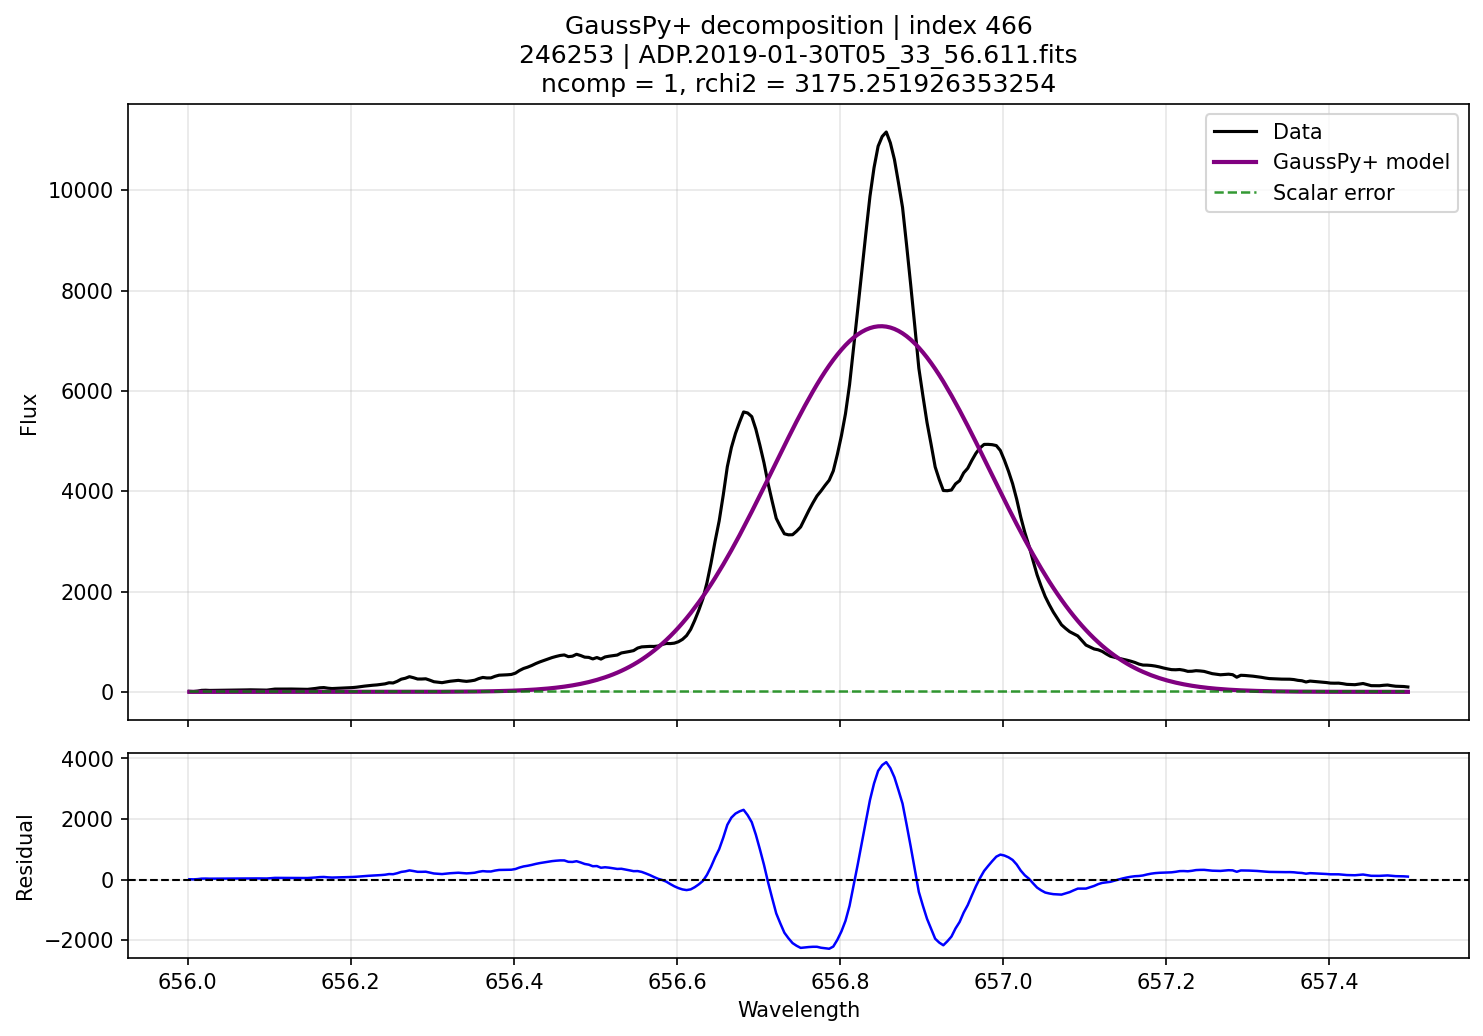 GaussPy+ decomposition | index 466
246253 | ADP.2019-01-30T05_33_56.611.fits
ncomp = 1, rchi2 = 3175.251926353254
Data
GaussPy+ model
Scalar error
10000
8000
6000
4000
2000
0
Flux
4000
2000
0
−2000
Residual
656.0 656.2 656.4 656.6 656.8 657.0 657.2 657.4
Wavelength